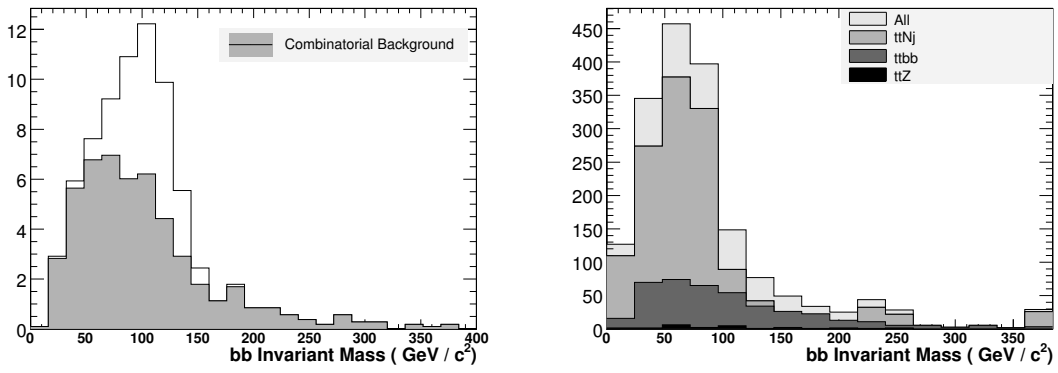 12
10
8
6
4
2
0
Combinatorial Background
0 50 100 150 200 250 300 350 400
bb Invariant Mass ( GeV / c²)
450
400
350
300
250
200
150
100
50
0
All
ttNj
ttbb
ttZ
0 50 100 150 200 250 300 350
bb Invariant Mass ( GeV / c²)